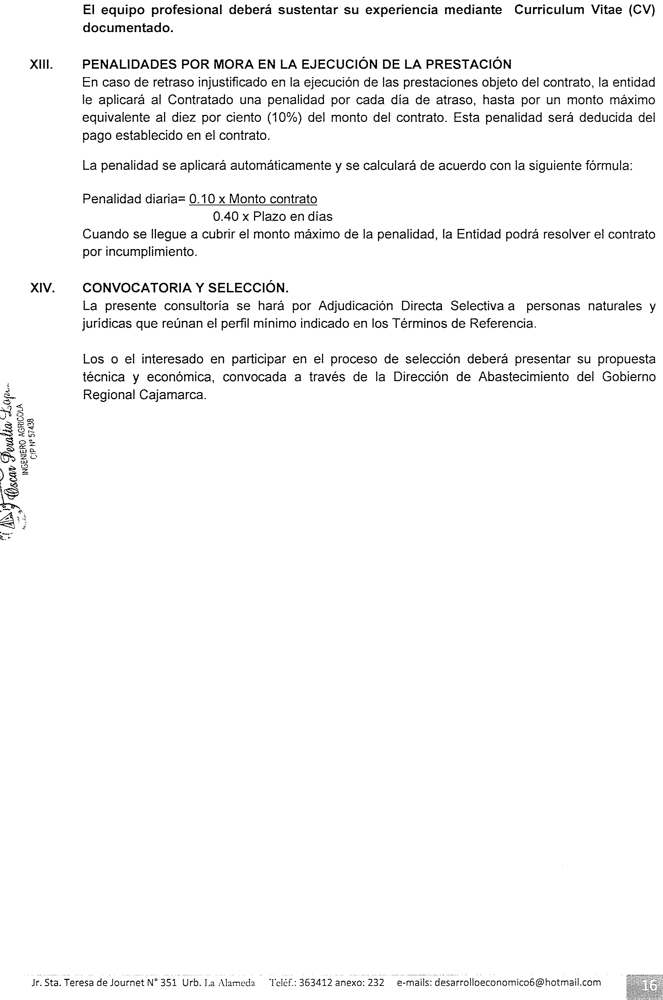 El equipo profesional deberá sustentar su experiencia mediante Curriculum Vitae (CV)
documentado.
XIII. PENALIDADES POR MORA EN LA EJECUCIÓN DE LA PRESTACIÓN
En caso de retraso injustificado en la ejecución de las prestaciones objeto del contrato, la entidad
le aplicará al Contratado una penalidad por cada día de atraso, hasta por un monto máximo
equivalente al diez por ciento (10%) del monto del contrato. Esta penalidad será deducida del
pago establecido en el contrato.
La penalidad se aplicará automáticamente y se calculará de acuerdo con la siguiente fórmula:
Penalidad diaria= 0.10 x Monto contrato
0.40 x Plazo en días
Cuando se llegue a cubrir el monto máximo de la penalidad, la Entidad podrá resolver el contrato
por incumplimiento.
XIV. CONVOCATORIA Y SELECCIÓN.
La presente consultoría se hará por Adjudicación Directa Selectiva a personas naturales y
jurídicas que reúnan el perfil mínimo indicado en los Términos de Referencia.
Los o el interesado en participar en el proceso de selección deberá presentar su propuesta
técnica y económica, convocada a través de la Dirección de Abastecimiento del Gobierno
Regional Cajamarca.
Oscar Peralta
INGENIERO AGRICOLA
CIP Nº 57438
Jr. Sta. Teresa de Journet N° 351 Urb. La Alameda Teléf.: 363412 anexo: 232 e-mails: desarrolloeconomico6@hotmail.com
16